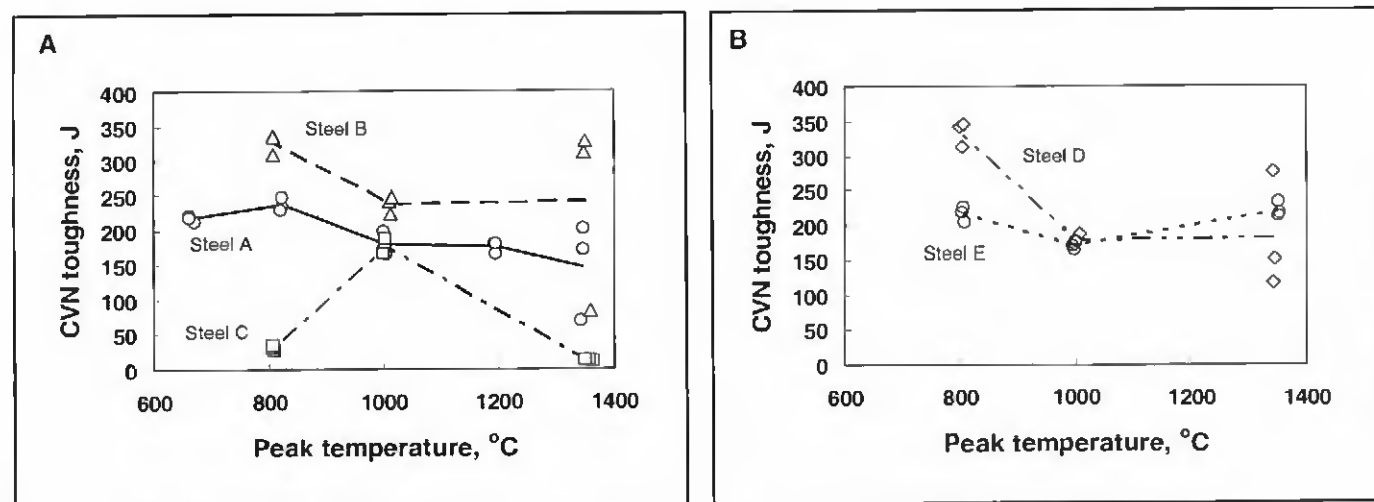 A
CVN toughness, J
400
350
300
250
200
150
100
50
0
Steel B
Steel A
Steel C
600 800 1000 1200 1400
Peak temperature, °C
B
CVN toughness, J
400
350
300
250
200
150
100
50
0
Steel D
Steel E
600 800 1000 1200 1400
Peak temperature, °C